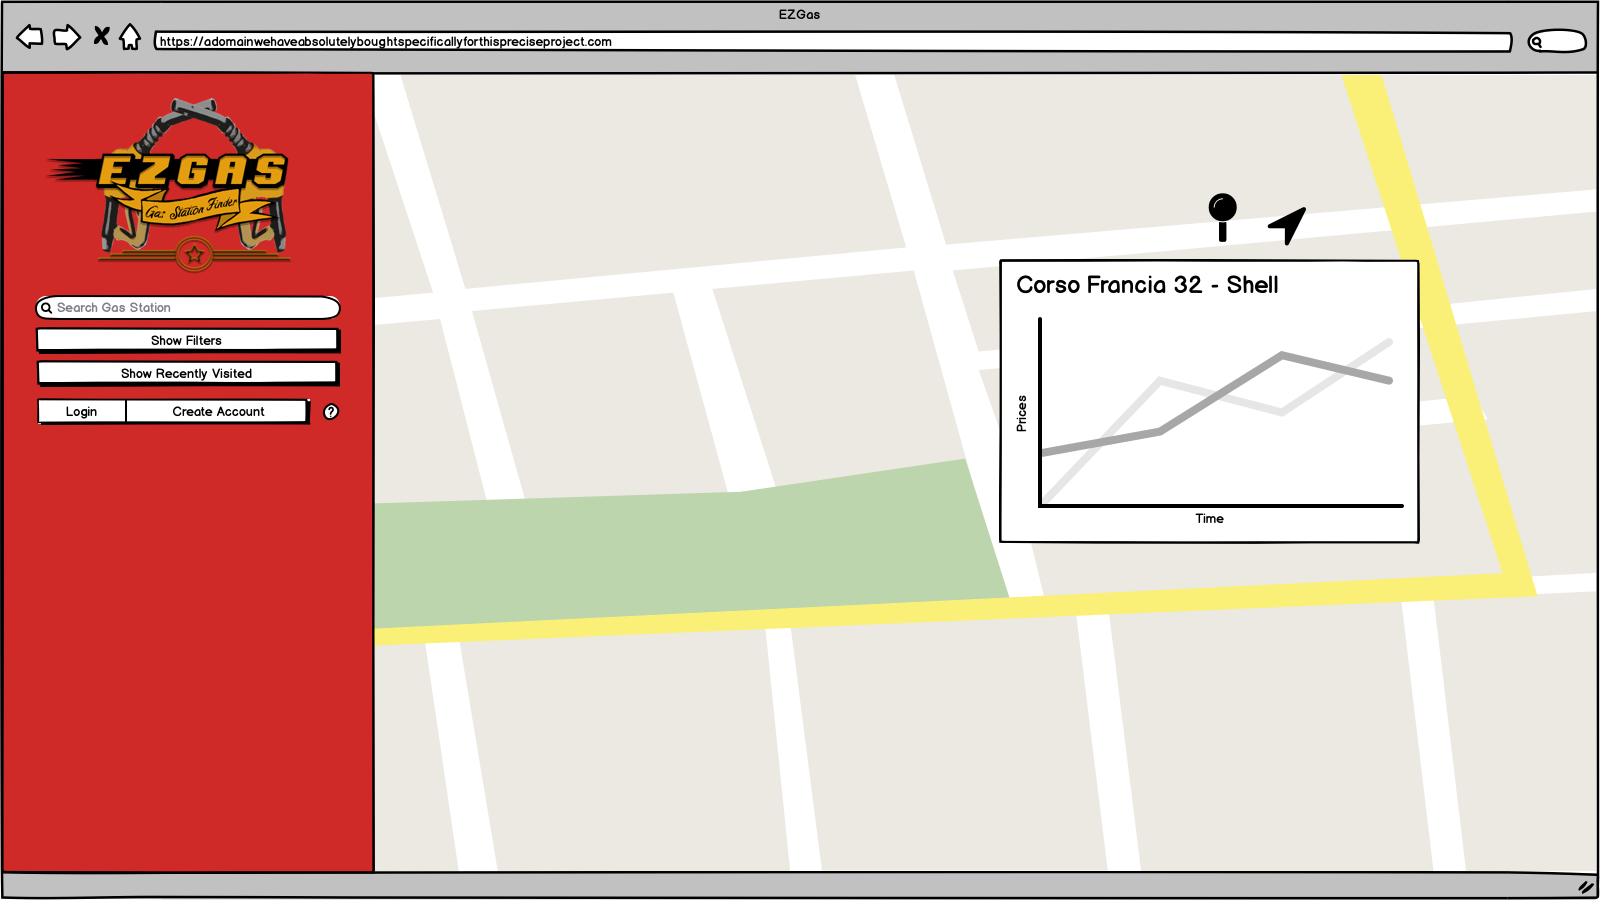 EZGas
https://adomainwehaveabsolutelyboughtspecificallyforthispreciseproject.com
EZGAS
Gas Station Finder
Search Gas Station
Show Filters
Show Recently Visited
Login
Create Account
?
Corso Francia 32 - Shell
Prices
Time